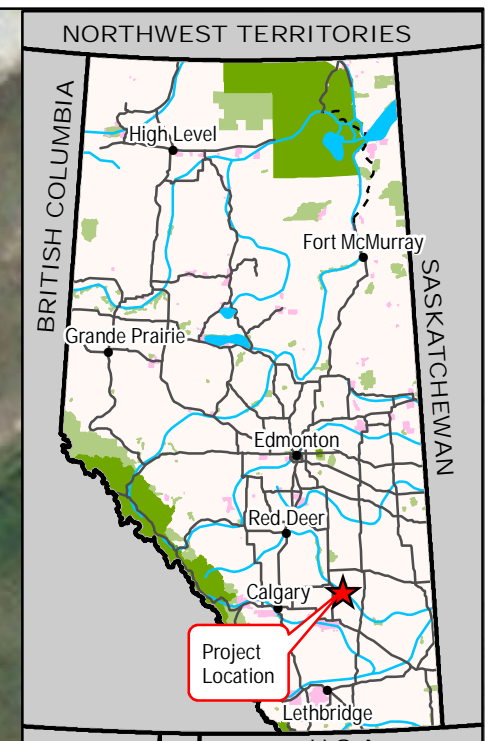 NORTHWEST TERRITORIES
BRITISH COLUMBIA
High Level
Fort McMurray
SASKATCHEWAN
Grande Prairie
Edmonton
Red Deer
Calgary
Project
Location
Lethbridge